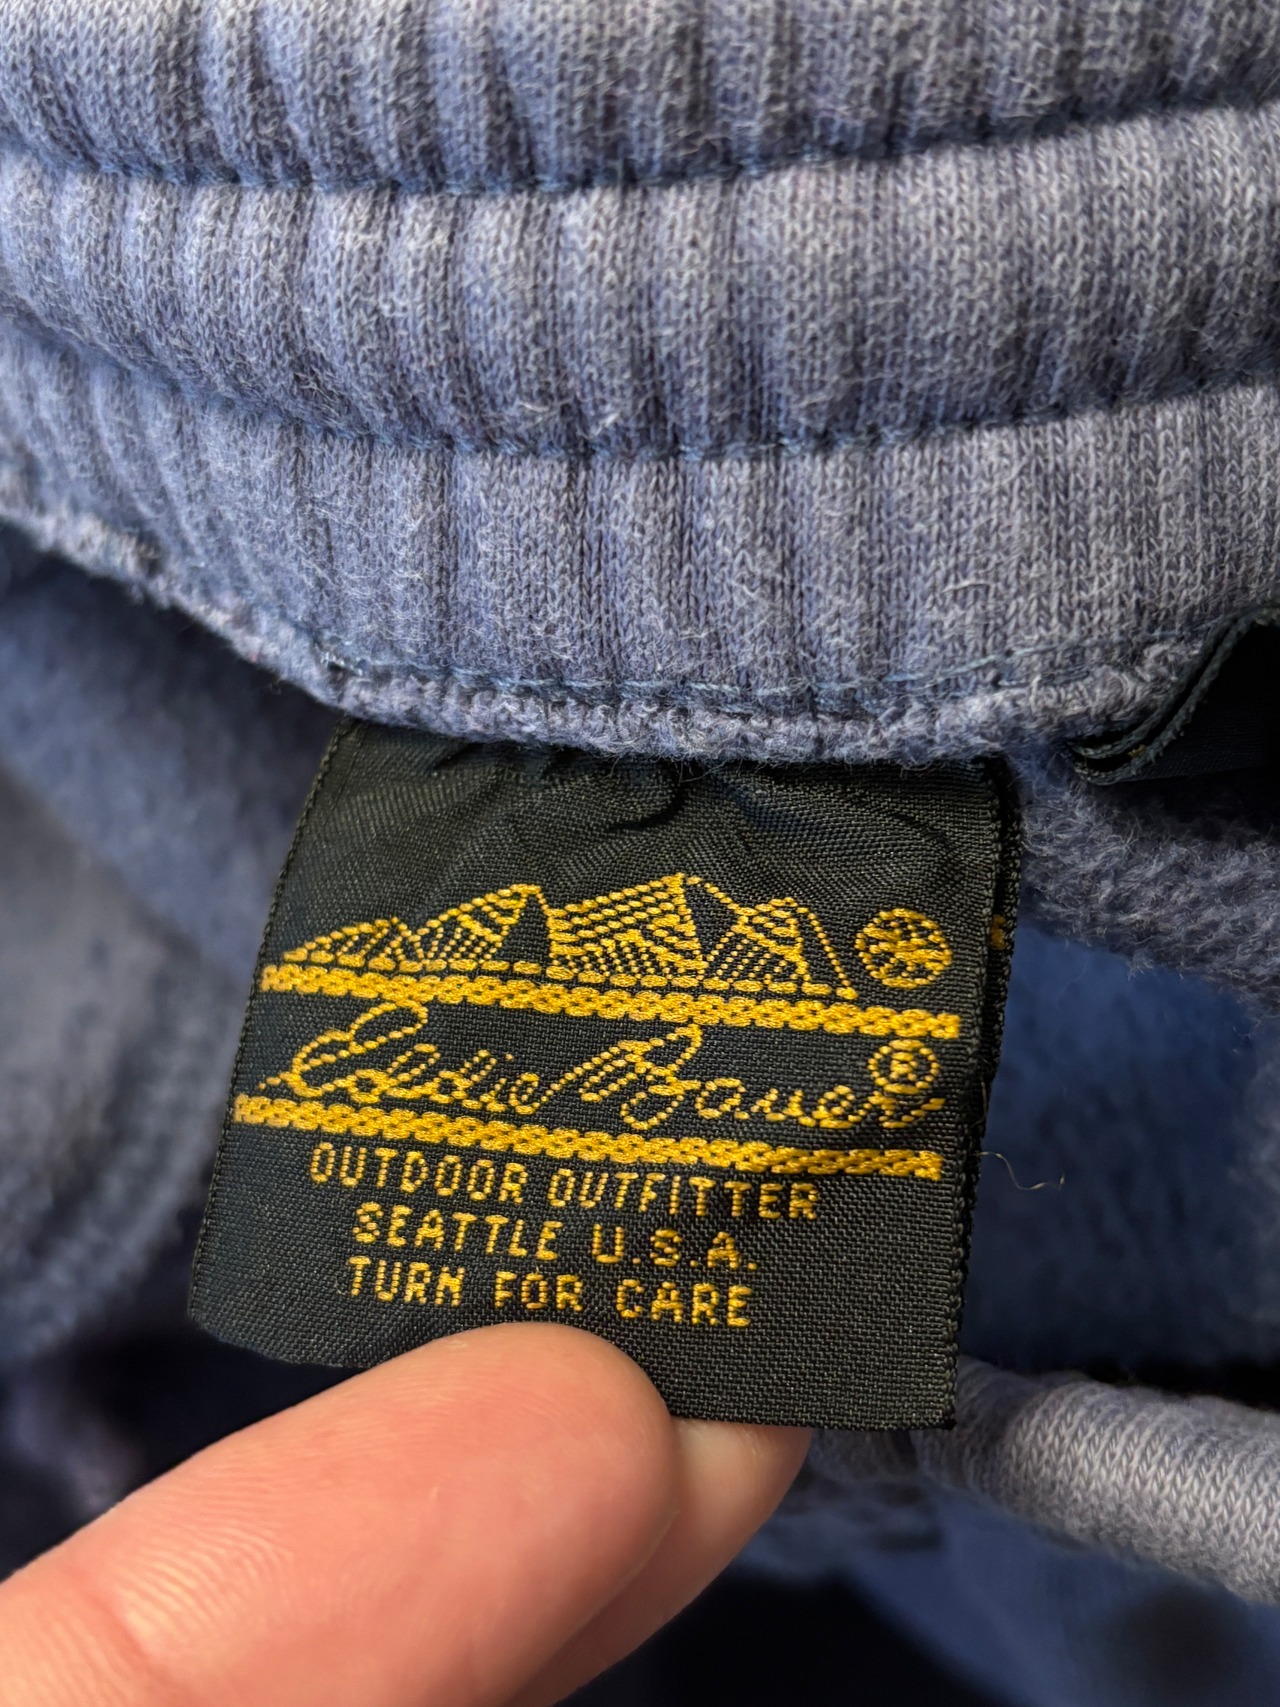 Eddie Bauer®
OUTDOOR OUTFITTER
SEATTLE U.S.A.
TURN FOR CARE